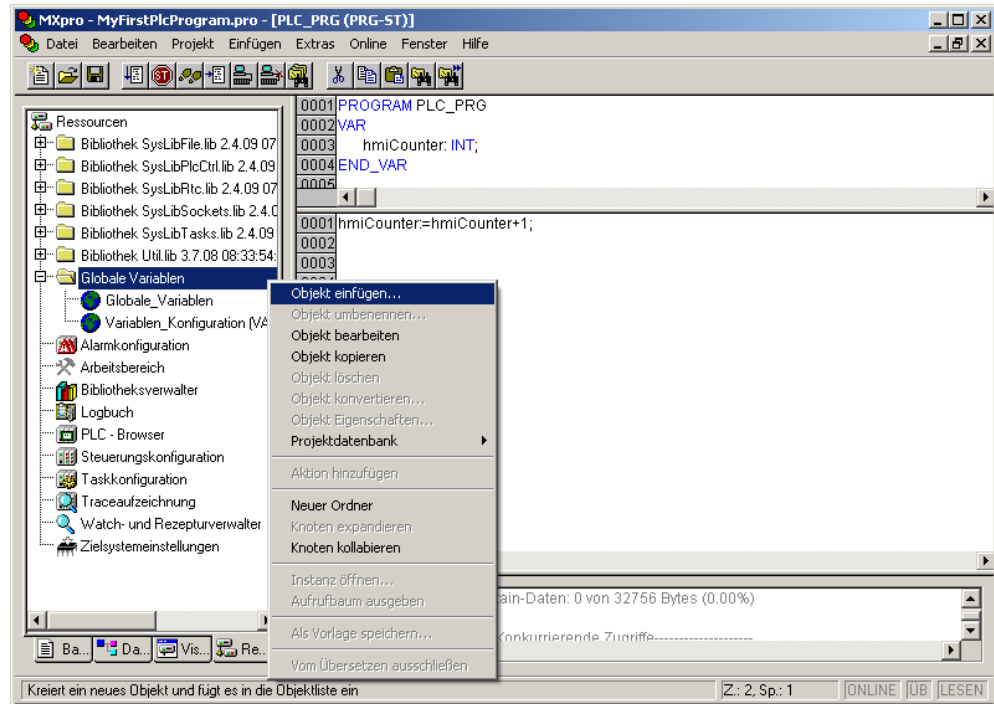 MXpro - MyFirstPlcProgram.pro - [PLC_PRG (PRG-ST)]
Datei Bearbeiten Projekt Einfügen Extras Online Fenster Hilfe
Ressourcen
Bibliothek SysLibFile.lib 2.4.09 07
Bibliothek SysLibPlcCtrl.lib 2.4.09
Bibliothek SysLibRtc.lib 2.4.09 07
Bibliothek SysLibSockets.lib 2.4.0
Bibliothek SysLibTasks.lib 2.4.09
Bibliothek Util.lib 3.7.08 08:33:54:
Globale Variablen
Globale_Variablen
Variablen_Konfiguration (VA
Alarmkonfiguration
Arbeitsbereich
Bibliotheksverwalter
Logbuch
PLC - Browser
Steuerungskonfiguration
Taskkonfiguration
Traceaufzeichnung
Watch- und Rezepturverwalter
Zielsystemeinstellungen
Ba... Da... Vis... Re..
0001 PROGRAM PLC_PRG
0002 VAR
0003 hmiCounter: INT;
0004 END_VAR
0005
0001 hmiCounter:=hmiCounter+1;
0002
0003
Objekt einfügen...
Objekt umbenennen...
Objekt bearbeiten
Objekt kopieren
Objekt löschen
Objekt konvertieren...
Objekt Eigenschaften...
Projektdatenbank
Aktion hinzufügen
Neuer Ordner
Knoten expandieren
Knoten kollabieren
Instanz öffnen...
Aufrufbaum ausgeben
Als Vorlage speichern...
Vom Übersetzen ausschließen
ain-Daten: 0 von 32756 Bytes (0.00%)
Konkurrierende Zugriffe--------------------
Kreiert ein neues Objekt und fügt es in die Objektliste ein
Z.: 2, Sp.: 1 ONLINE ÜB LESEN